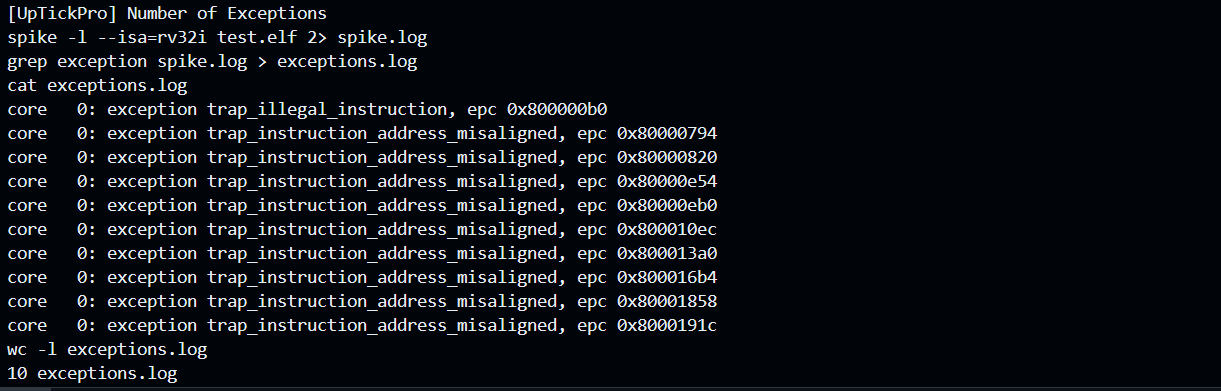 [UpTickPro] Number of Exceptions
spike -l --isa=rv32i test.elf 2> spike.log
grep exception spike.log > exceptions.log
cat exceptions.log
core   0: exception trap_illegal_instruction, epc 0x800000b0
core   0: exception trap_instruction_address_misaligned, epc 0x80000794
core   0: exception trap_instruction_address_misaligned, epc 0x80000820
core   0: exception trap_instruction_address_misaligned, epc 0x80000e54
core   0: exception trap_instruction_address_misaligned, epc 0x80000eb0
core   0: exception trap_instruction_address_misaligned, epc 0x800010ec
core   0: exception trap_instruction_address_misaligned, epc 0x800013a0
core   0: exception trap_instruction_address_misaligned, epc 0x800016b4
core   0: exception trap_instruction_address_misaligned, epc 0x80001858
core   0: exception trap_instruction_address_misaligned, epc 0x8000191c
wc -l exceptions.log
10 exceptions.log